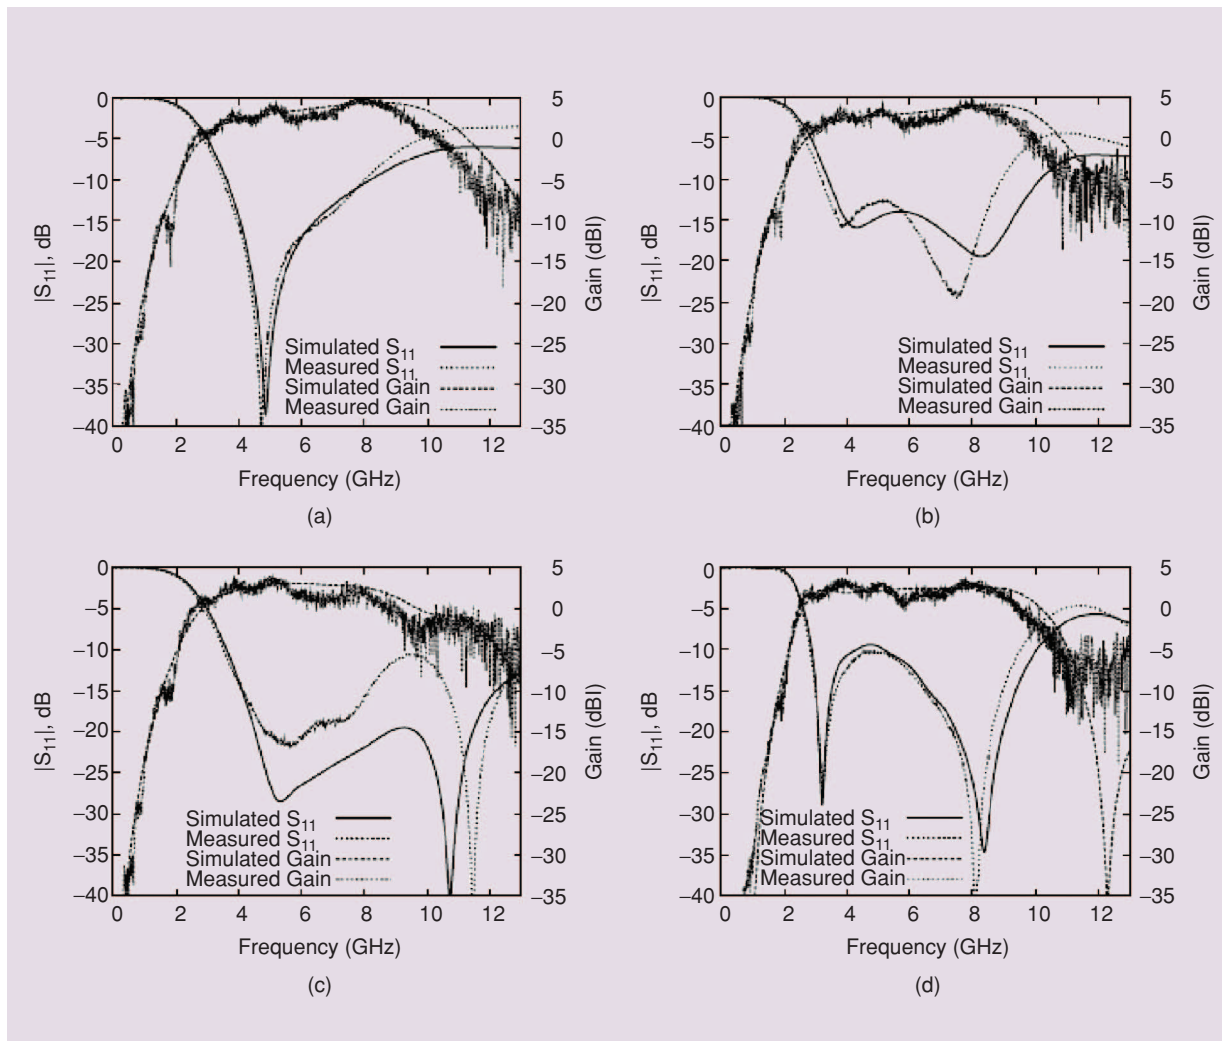 0
−5
−10
−15
−20
−25
−30
−35
−40
|S11|, dB
5
0
−5
−10
−15
−20
−25
−30
−35
Gain (dBI)
Simulated S11
Measured S11
Simulated Gain
Measured Gain
0 2 4 6 8 10 12
Frequency (GHz)
(a)
0
−5
−10
−15
−20
−25
−30
−35
−40
|S11|, dB
5
0
−5
−10
−15
−20
−25
−30
−35
Gain (dBI)
Simulated S11
Measured S11
Simulated Gain
Measured Gain
0 2 4 6 8 10 12
Frequency (GHz)
(b)
0
−5
−10
−15
−20
−25
−30
−35
−40
|S11|, dB
5
0
−5
−10
−15
−20
−25
−30
−35
Gain (dBI)
Simulated S11
Measured S11
Simulated Gain
Measured Gain
0 2 4 6 8 10 12
Frequency (GHz)
(c)
0
−5
−10
−15
−20
−25
−30
−35
−40
|S11|, dB
5
0
−5
−10
−15
−20
−25
−30
−35
Gain (dBI)
Simulated S11
Measured S11
Simulated Gain
Measured Gain
0 2 4 6 8 10 12
Frequency (GHz)
(d)